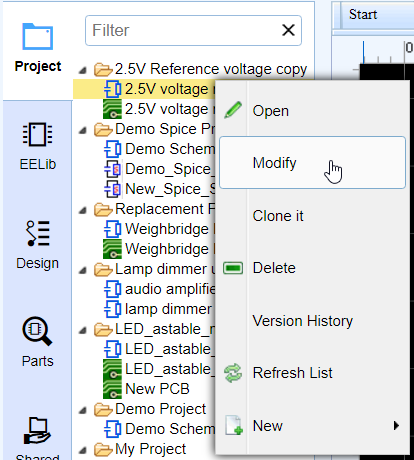 Start
Filter
Project
EELib
Design
Parts
Shared
2.5V Reference voltage copy
2.5V voltage
2.5V voltage
Demo Spice
Demo Schem
Demo_Spice_
New_Spice_S
Replacement
Weighbridge
Weighbridge
Lamp dimmer
audio amplifie
lamp dimmer
LED_astable_
LED_astable_
LED_astable_
New PCB
Demo Project
Demo Schem
My Project
Open
Modify
Clone it
Delete
Version History
Refresh List
New